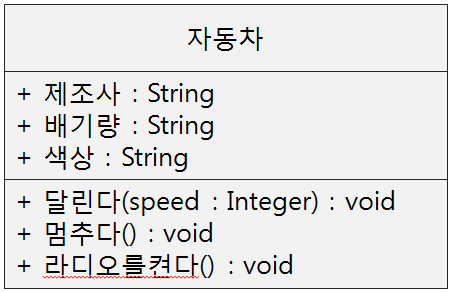 자동차
+ 제조사 : String
+ 배기량 : String
+ 색상 : String
+ 달린다(speed : Integer) : void
+ 멈추다() : void
+ 라디오를켰다() : void